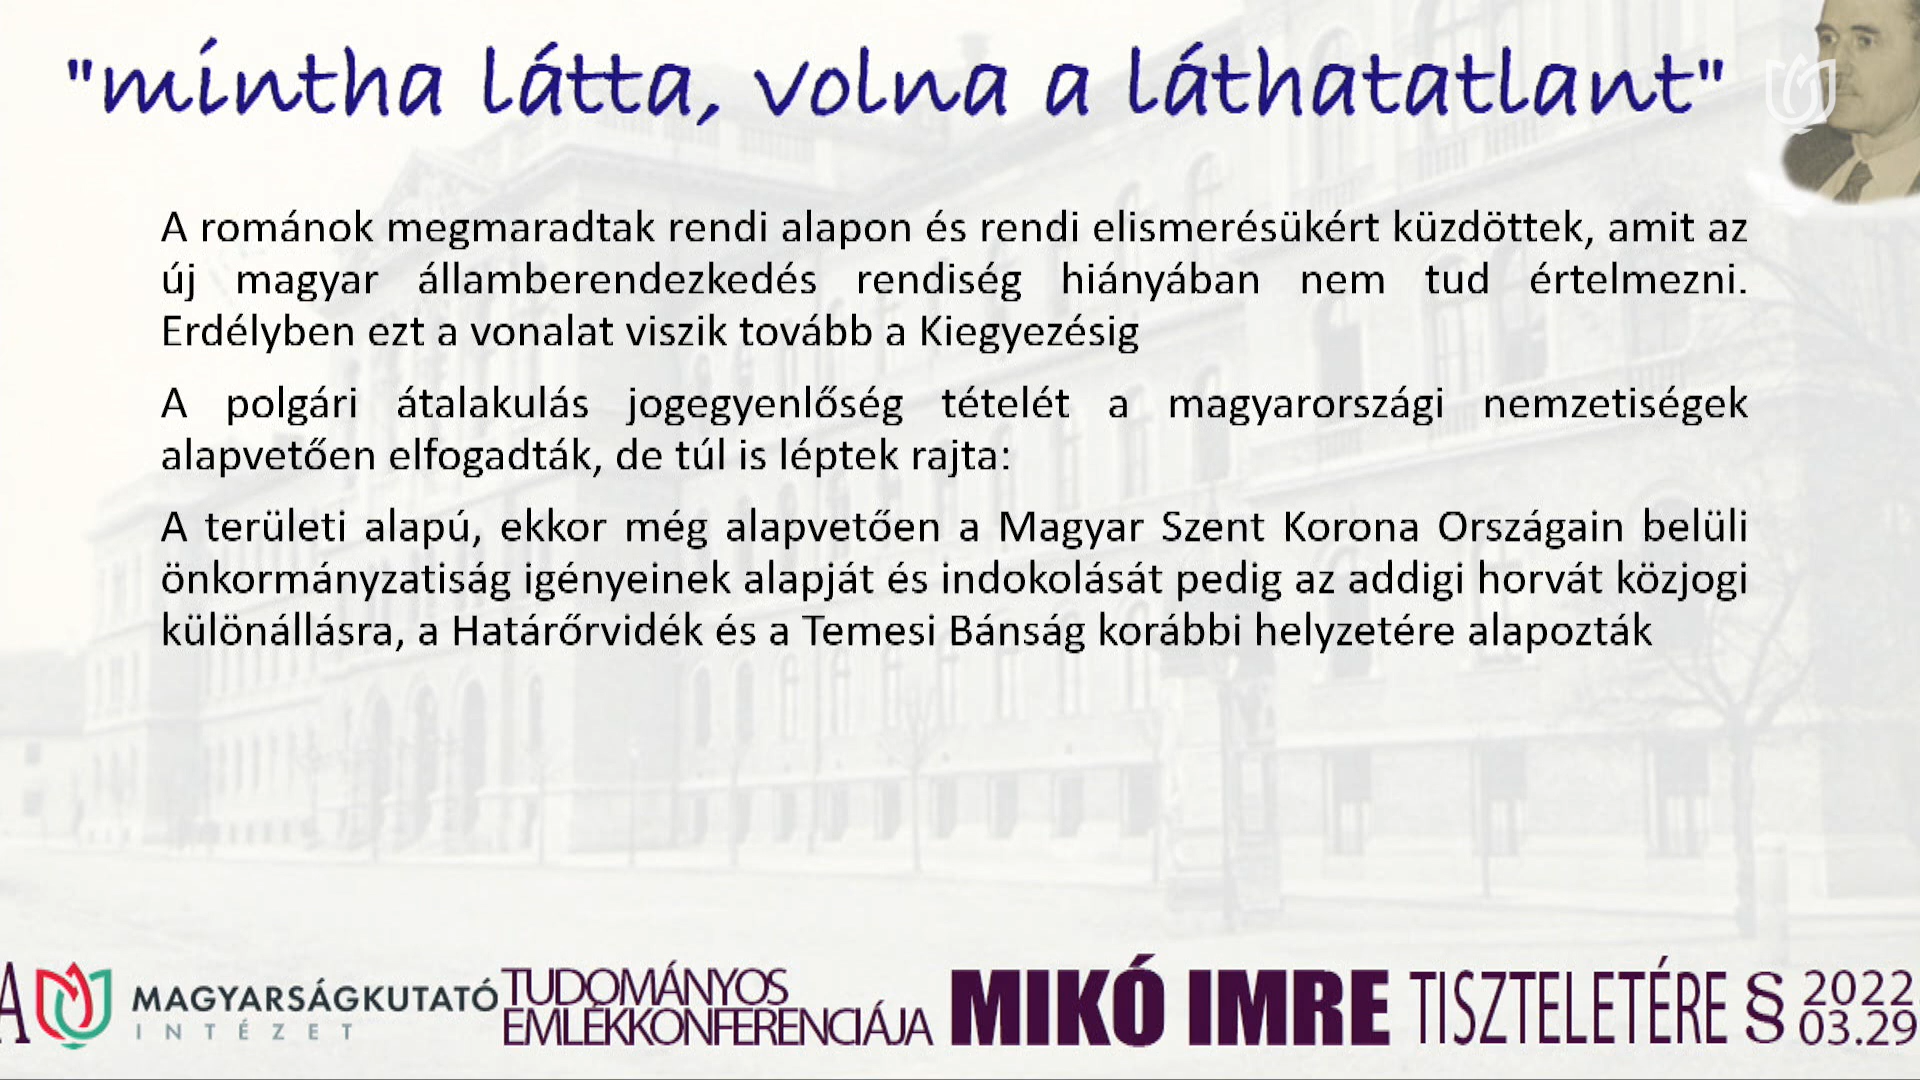 "mintha látta, volna a láthatatlant"
A románok megmaradtak rendi alapon és rendi elismerésükért küzdöttek, amit az
új magyar államberendezkedés rendiség hiányában nem tud értelmezni.
Erdélyben ezt a vonalat viszik tovább a Kiegyezésig
A polgári átalakulás jogegyenlőség tételét a magyarországi nemzetiségek
alapvetően elfogadták, de túl is léptek rajta:
A területi alapú, ekkor még alapvetően a Magyar Szent Korona Országain belüli
önkormányzatiság igényeinek alapját és indokolását pedig az addigi horvát közjogi
különállásra, a Határőrvidék és a Temesi Bánság korábbi helyzetére alapozták
A MAGYARSÁGKUTATÓ
INTÉZET
TUDOMÁNYOS
EMLÉKKONFERENCIÁJA
MIKÓ IMRE TISZTELETÉRE §
2022
03.29